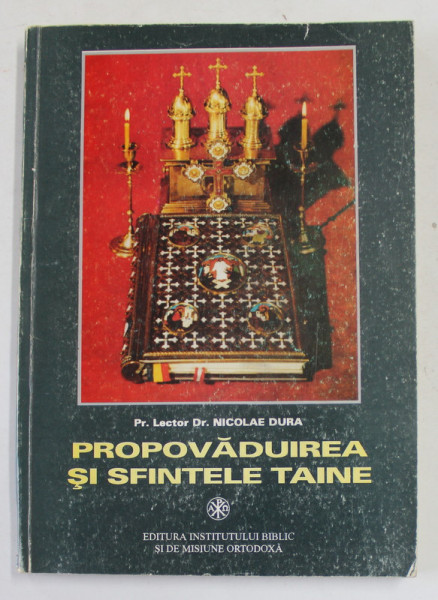 Pr. Lector Dr. NICOLAE DURA
PROPOVĂDUIREA
ŞI SFINTELE TAINE
EDITURA INSTITUTULUI BIBLIC
ŞI DE MISIUNE ORTODOXĂ